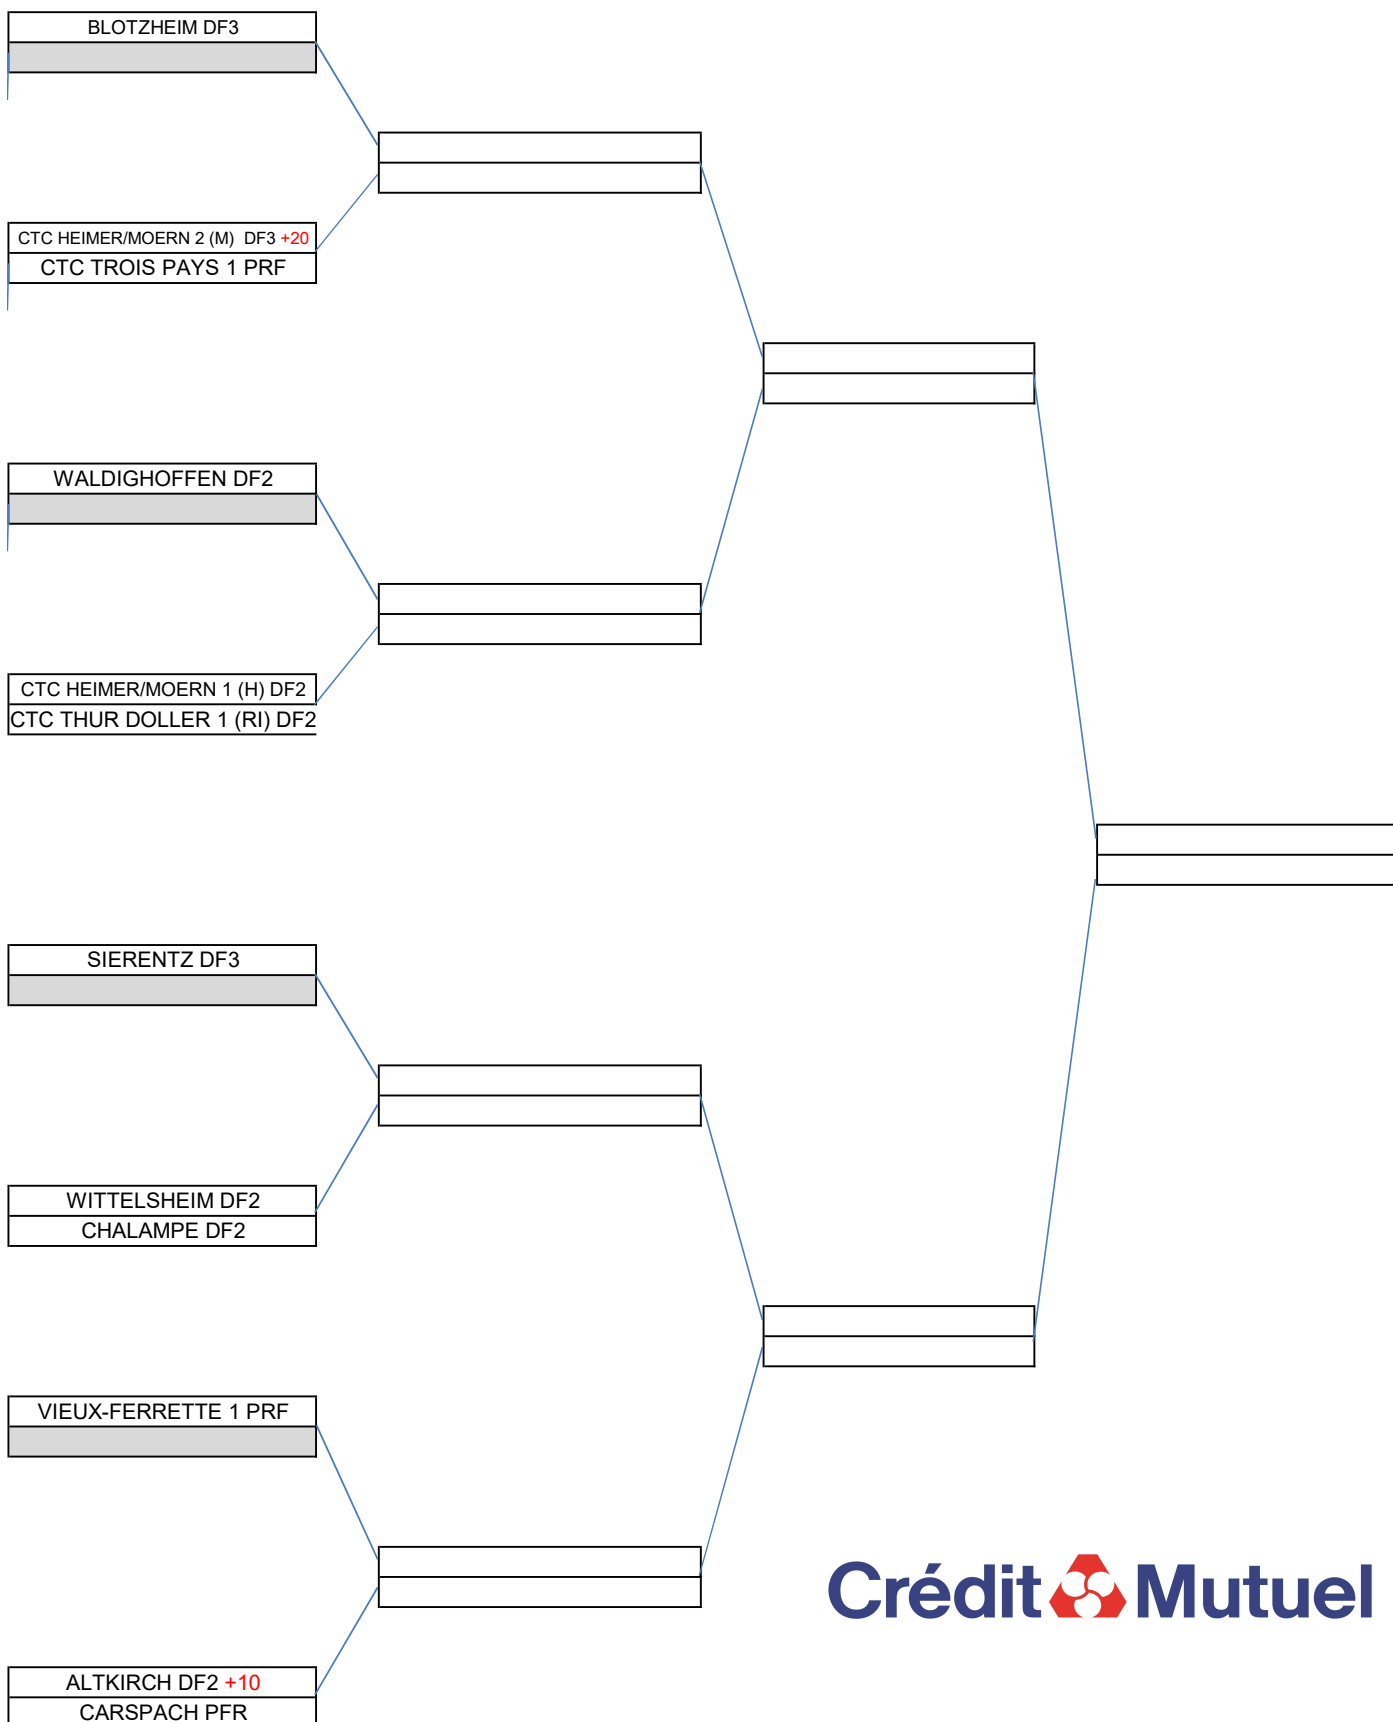 BLOTZHEIM DF3
CTC HEIMER/MOERN 2 (M) DF3 +20
CTC TROIS PAYS 1 PRF
WALDIGHOFFEN DF2
CTC HEIMER/MOERN 1 (H) DF2
CTC THUR DOLLER 1 (RI) DF2
SIERENTZ DF3
WITTELSHEIM DF2
CHALAMPE DF2
VIEUX-FERRETTE 1 PRF
Crédit Mutuel
ALTKIRCH DF2 +10
CARSPACH PFR